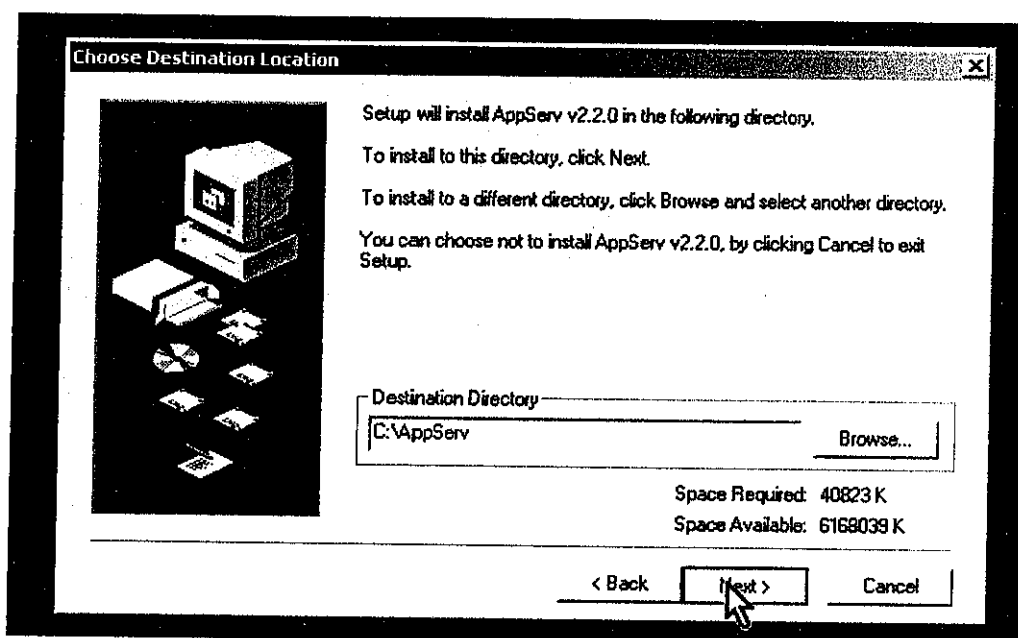 Choose Destination Location
Setup will install AppServ v2.2.0 in the following directory.
To install to this directory, click Next.
To install to a different directory, click Browse and select another directory.
You can choose not to install AppServ v2.2.0, by clicking Cancel to exit
Setup.
Destination Directory
C:\AppServ
Browse...
Space Required: 40823 K
Space Available: 6168039 K
< Back
Next >
Cancel